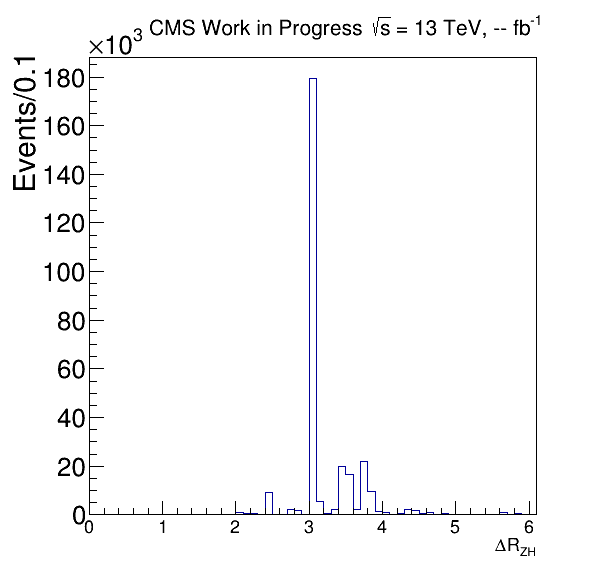 ×10³ CMS Work in Progress √s = 13 TeV, -- fb⁻¹
Events/0.1
180
160
140
120
100
80
60
40
20
0
0 1 2 3 4 5 6
ΔR_ZH